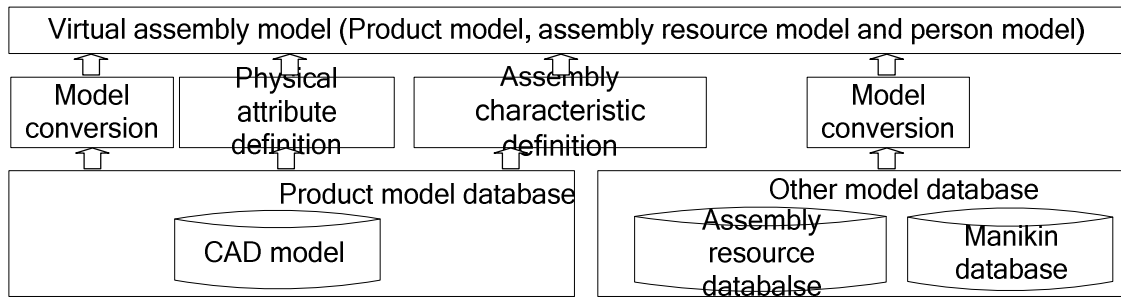 Virtual assembly model (Product model, assembly resource model and person model)
Model
conversion
Physical
attribute
definition
Assembly
characteristic
definition
Model
conversion
Product model database
CAD model
Other model database
Assembly
resource
databalse
Manikin
database